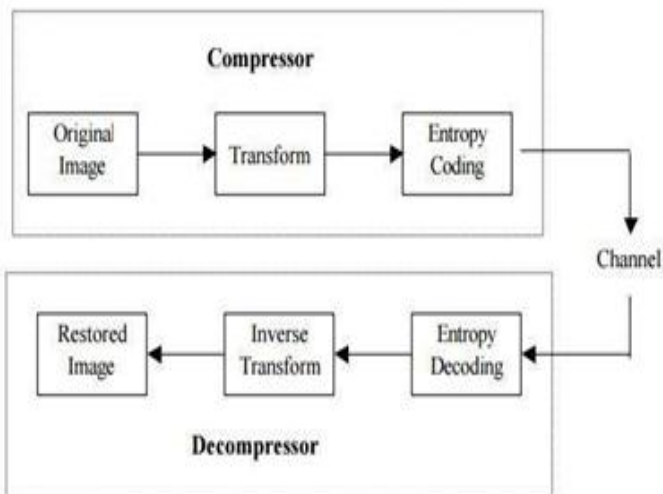 Compressor
Original
Image
Transform
Entropy
Coding
Channel
Restored
Image
Inverse
Transform
Entropy
Decoding
Decompressor